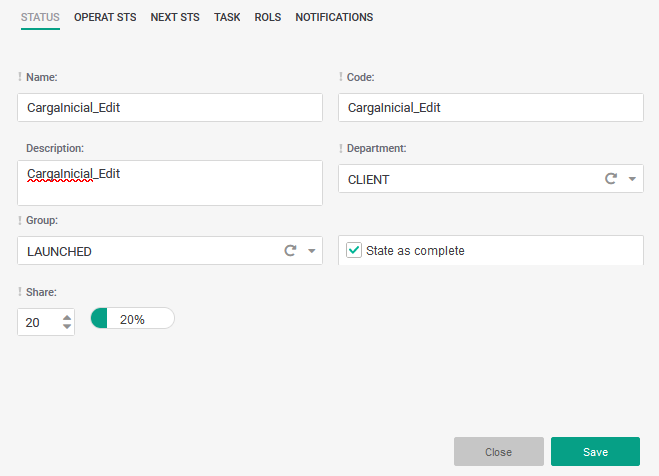 STATUS OPERAT STS NEXT STS TASK ROLS NOTIFICATIONS
! Name: ! Code:
CargaInicial_Edit CargaInicial_Edit
Description: ! Department:
CargaInicial_Edit CLIENT
! Group:
LAUNCHED State as complete
! Share:
20 20%
Close Save